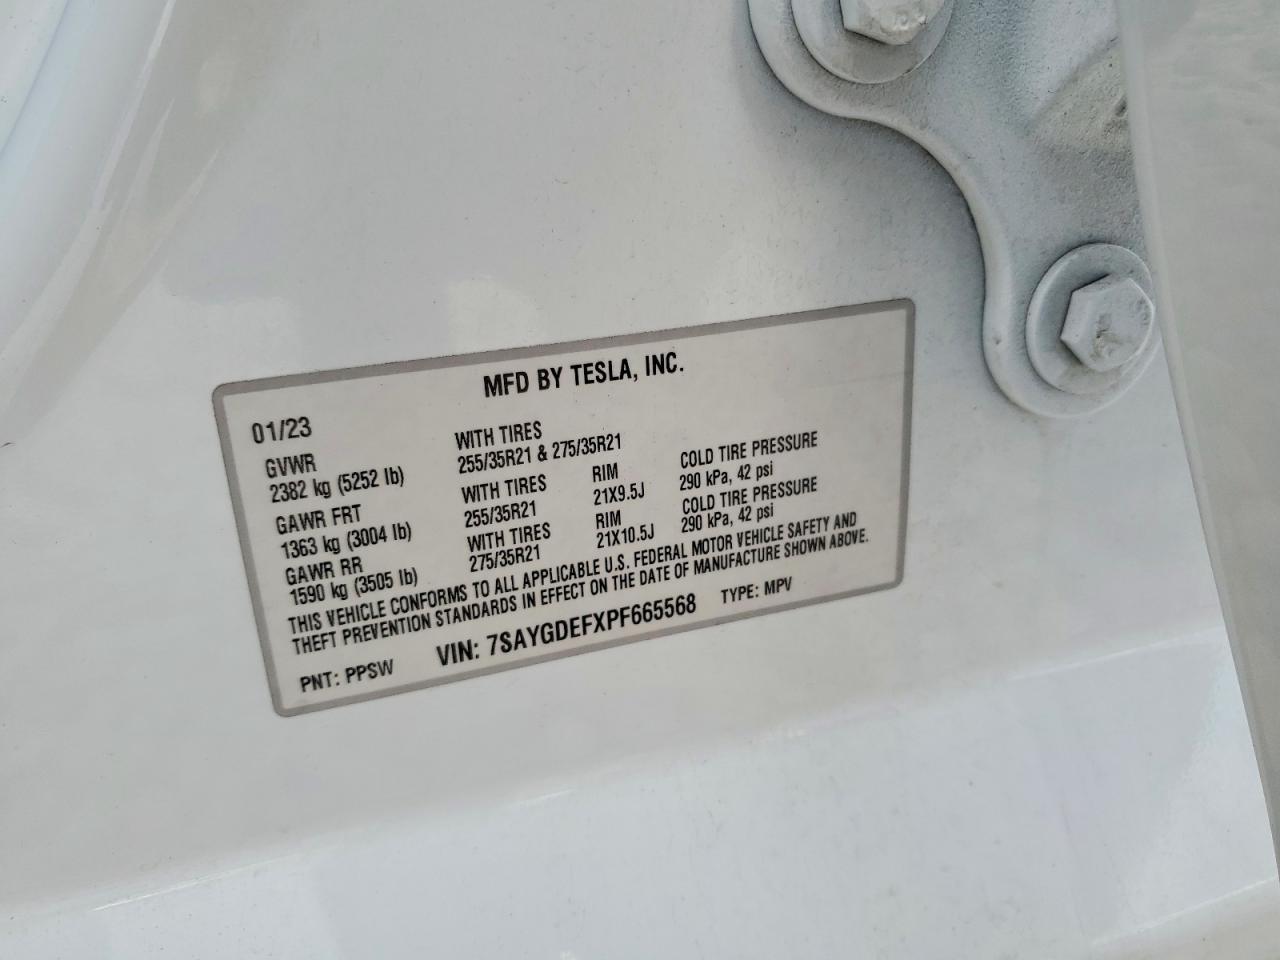 MFD BY TESLA, INC.
01/23
GVWR
2382 kg (5252 lb)
WITH TIRES
255/35R21 & 275/35R21
GAWR FRT
1363 kg (3004 lb)
WITH TIRES
255/35R21
RIM
21X9.5J
COLD TIRE PRESSURE
290 kPa, 42 psi
GAWR RR
1590 kg (3505 lb)
WITH TIRES
275/35R21
RIM
21X10.5J
COLD TIRE PRESSURE
290 kPa, 42 psi
THIS VEHICLE CONFORMS TO ALL APPLICABLE U.S. FEDERAL MOTOR VEHICLE SAFETY AND
THEFT PREVENTION STANDARDS IN EFFECT ON THE DATE OF MANUFACTURE SHOWN ABOVE.
PNT: PPSW VIN: 7SAYGDEFXPF665568 TYPE: MPV